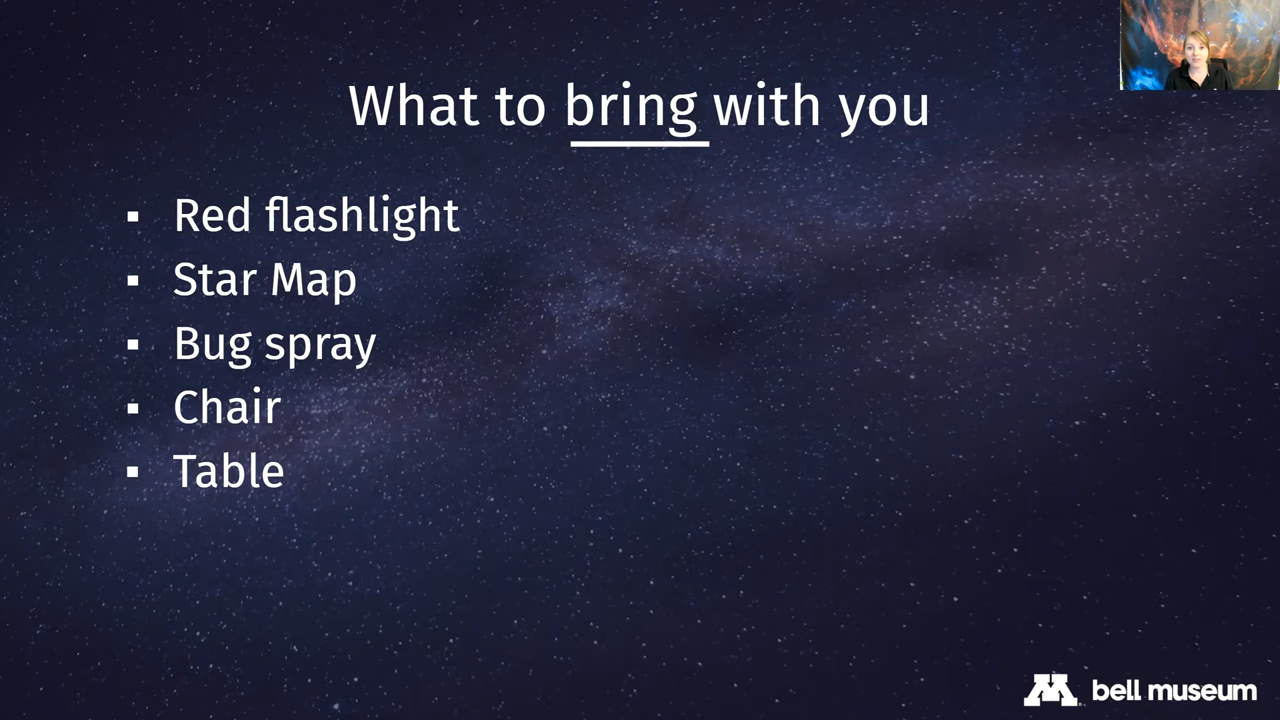 What to bring with you
▪ Red flashlight
▪ Star Map
▪ Bug spray
▪ Chair
▪ Table
M bell museum